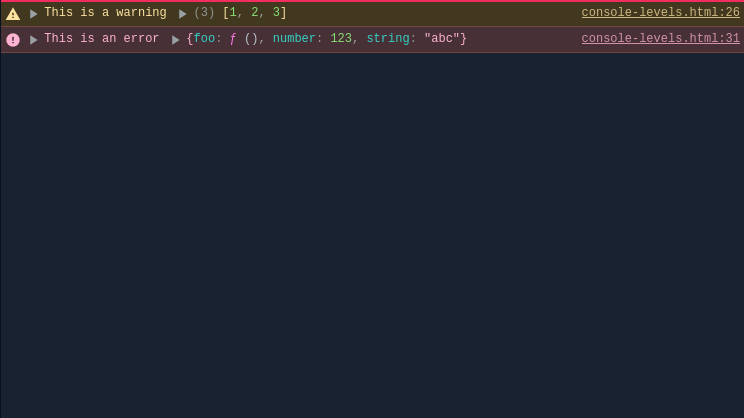 This is a warning (3) [1, 2, 3] console-levels.html:26
This is an error {foo: ƒ (), number: 123, string: "abc"} console-levels.html:31